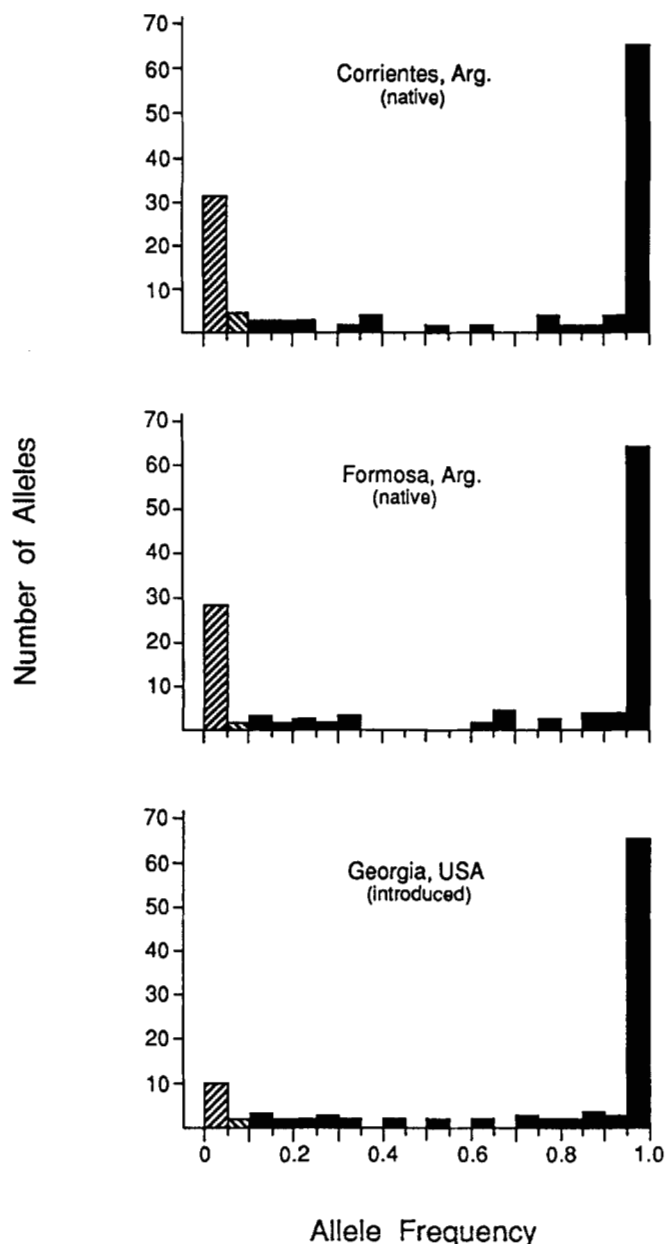 70
60
Corrientes, Arg.
(native)
50
40
30
20
10
70
60
Formosa, Arg.
(native)
50
40
30
20
10
Number of Alleles
70
60
Georgia, USA
(introduced)
50
40
30
20
10
0 0.2 0.4 0.6 0.8 1.0
Allele Frequency